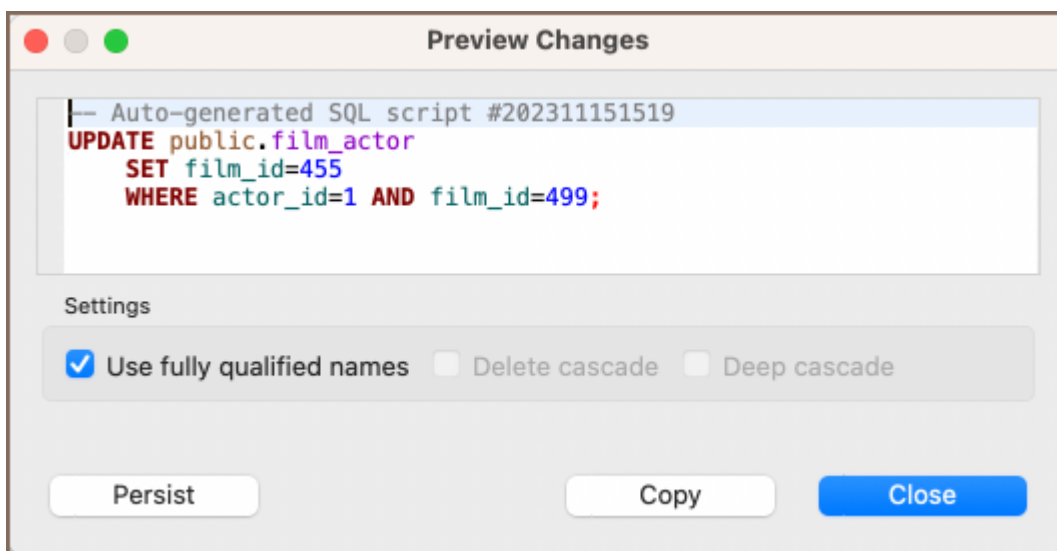 Preview Changes
-- Auto-generated SQL script #202311151519
UPDATE public.film_actor
SET film_id=455
WHERE actor_id=1 AND film_id=499;
Settings
Use fully qualified names Delete cascade Deep cascade
Persist Copy Close